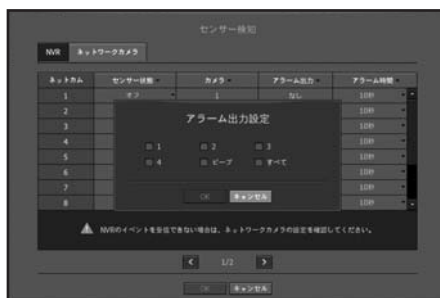 センサー検知
NVR ネットワークカメラ
ネットカム センサー状態 カメラ アラーム出力 アラーム時間
1 オフ 1 なし 10秒
2 10秒
3 10秒
4 10秒
5 10秒
6 10秒
7 10秒
8 10秒
アラーム出力設定
1 2 3
4 ビープ すべて
OK キャンセル
NVRのイベントを受信できない場合は、ネットワークカメラの設定を確認してください。
1/2
OK キャンセル